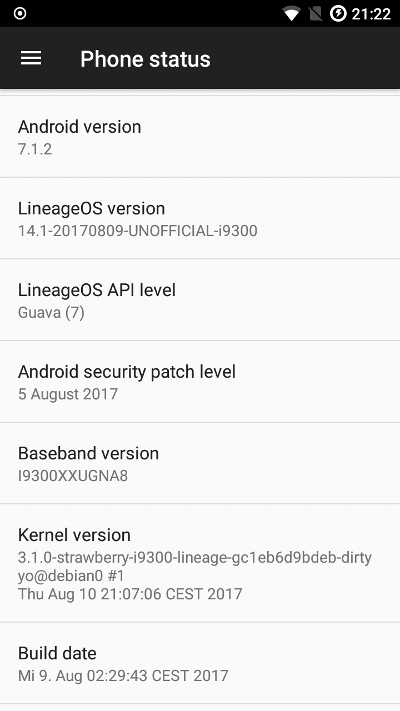 21:22
Phone status
Android version
7.1.2
LineageOS version
14.1-20170809-UNOFFICIAL-i9300
LineageOS API level
Guava (7)
Android security patch level
5 August 2017
Baseband version
I9300XXUGNA8
Kernel version
3.1.0-strawberry-i9300-lineage-gc1eb6d9bdeb-dirty
yo@debian0 #1
Thu Aug 10 21:07:06 CEST 2017
Build date
Mi 9. Aug 02:29:43 CEST 2017